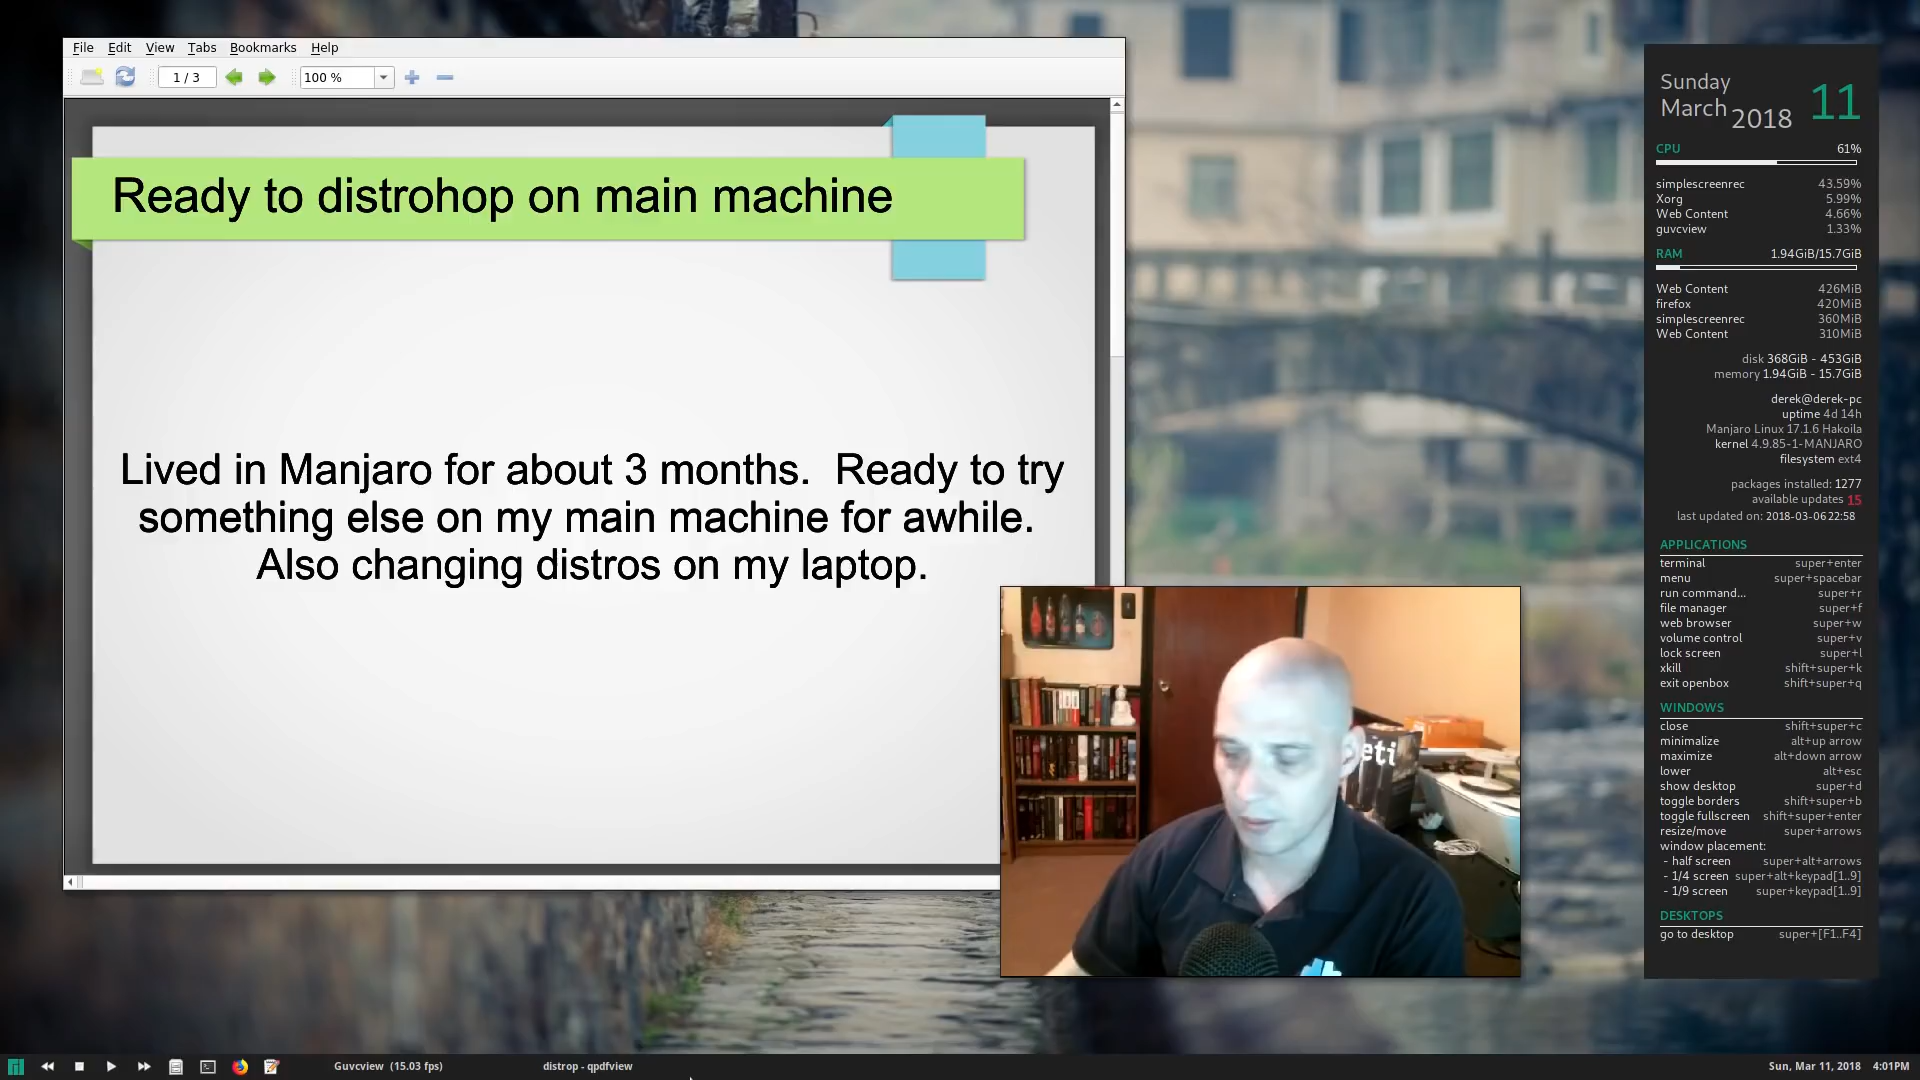 File Edit View Tabs Bookmarks Help
1 / 3 100 %
Ready to distrohop on main machine
Lived in Manjaro for about 3 months.  Ready to try
something else on my main machine for awhile.
Also changing distros on my laptop.
eti
Sunday
March 2018 11
CPU 61%
simplescreenrec 43.59%
Xorg 5.99%
Web Content 4.66%
guvcview 1.33%
RAM 1.94GiB/15.7GiB
Web Content 426MiB
firefox 420MiB
simplescreenrec 360MiB
Web Content 310MiB
disk 368GiB - 453GiB
memory 1.94GiB - 15.7GiB
derek@derek-pc
uptime 4d 14h
Manjaro Linux 17.1.6 Hakoila
kernel 4.9.85-1-MANJARO
filesystem ext4
packages installed: 1277
available updates 15
last updated on: 2018-03-06 22:58
APPLICATIONS
terminal super+enter
menu super+spacebar
run command... super+r
file manager super+f
web browser super+w
volume control super+v
lock screen super+l
xkill shift+super+k
exit openbox shift+super+q
WINDOWS
close shift+super+c
minimalize alt+up arrow
maximize alt+down arrow
lower alt+esc
show desktop super+d
toggle borders shift+super+b
toggle fullscreen shift+super+enter
resize/move super+arrows
window placement:
- half screen super+alt+arrows
- 1/4 screen super+alt+keypad[1..9]
- 1/9 screen super+keypad[1..9]
DESKTOPS
go to desktop super+[F1..F4]
Guvcview (15.03 fps) distrop - qpdfview Sun, Mar 11, 2018 4:01PM